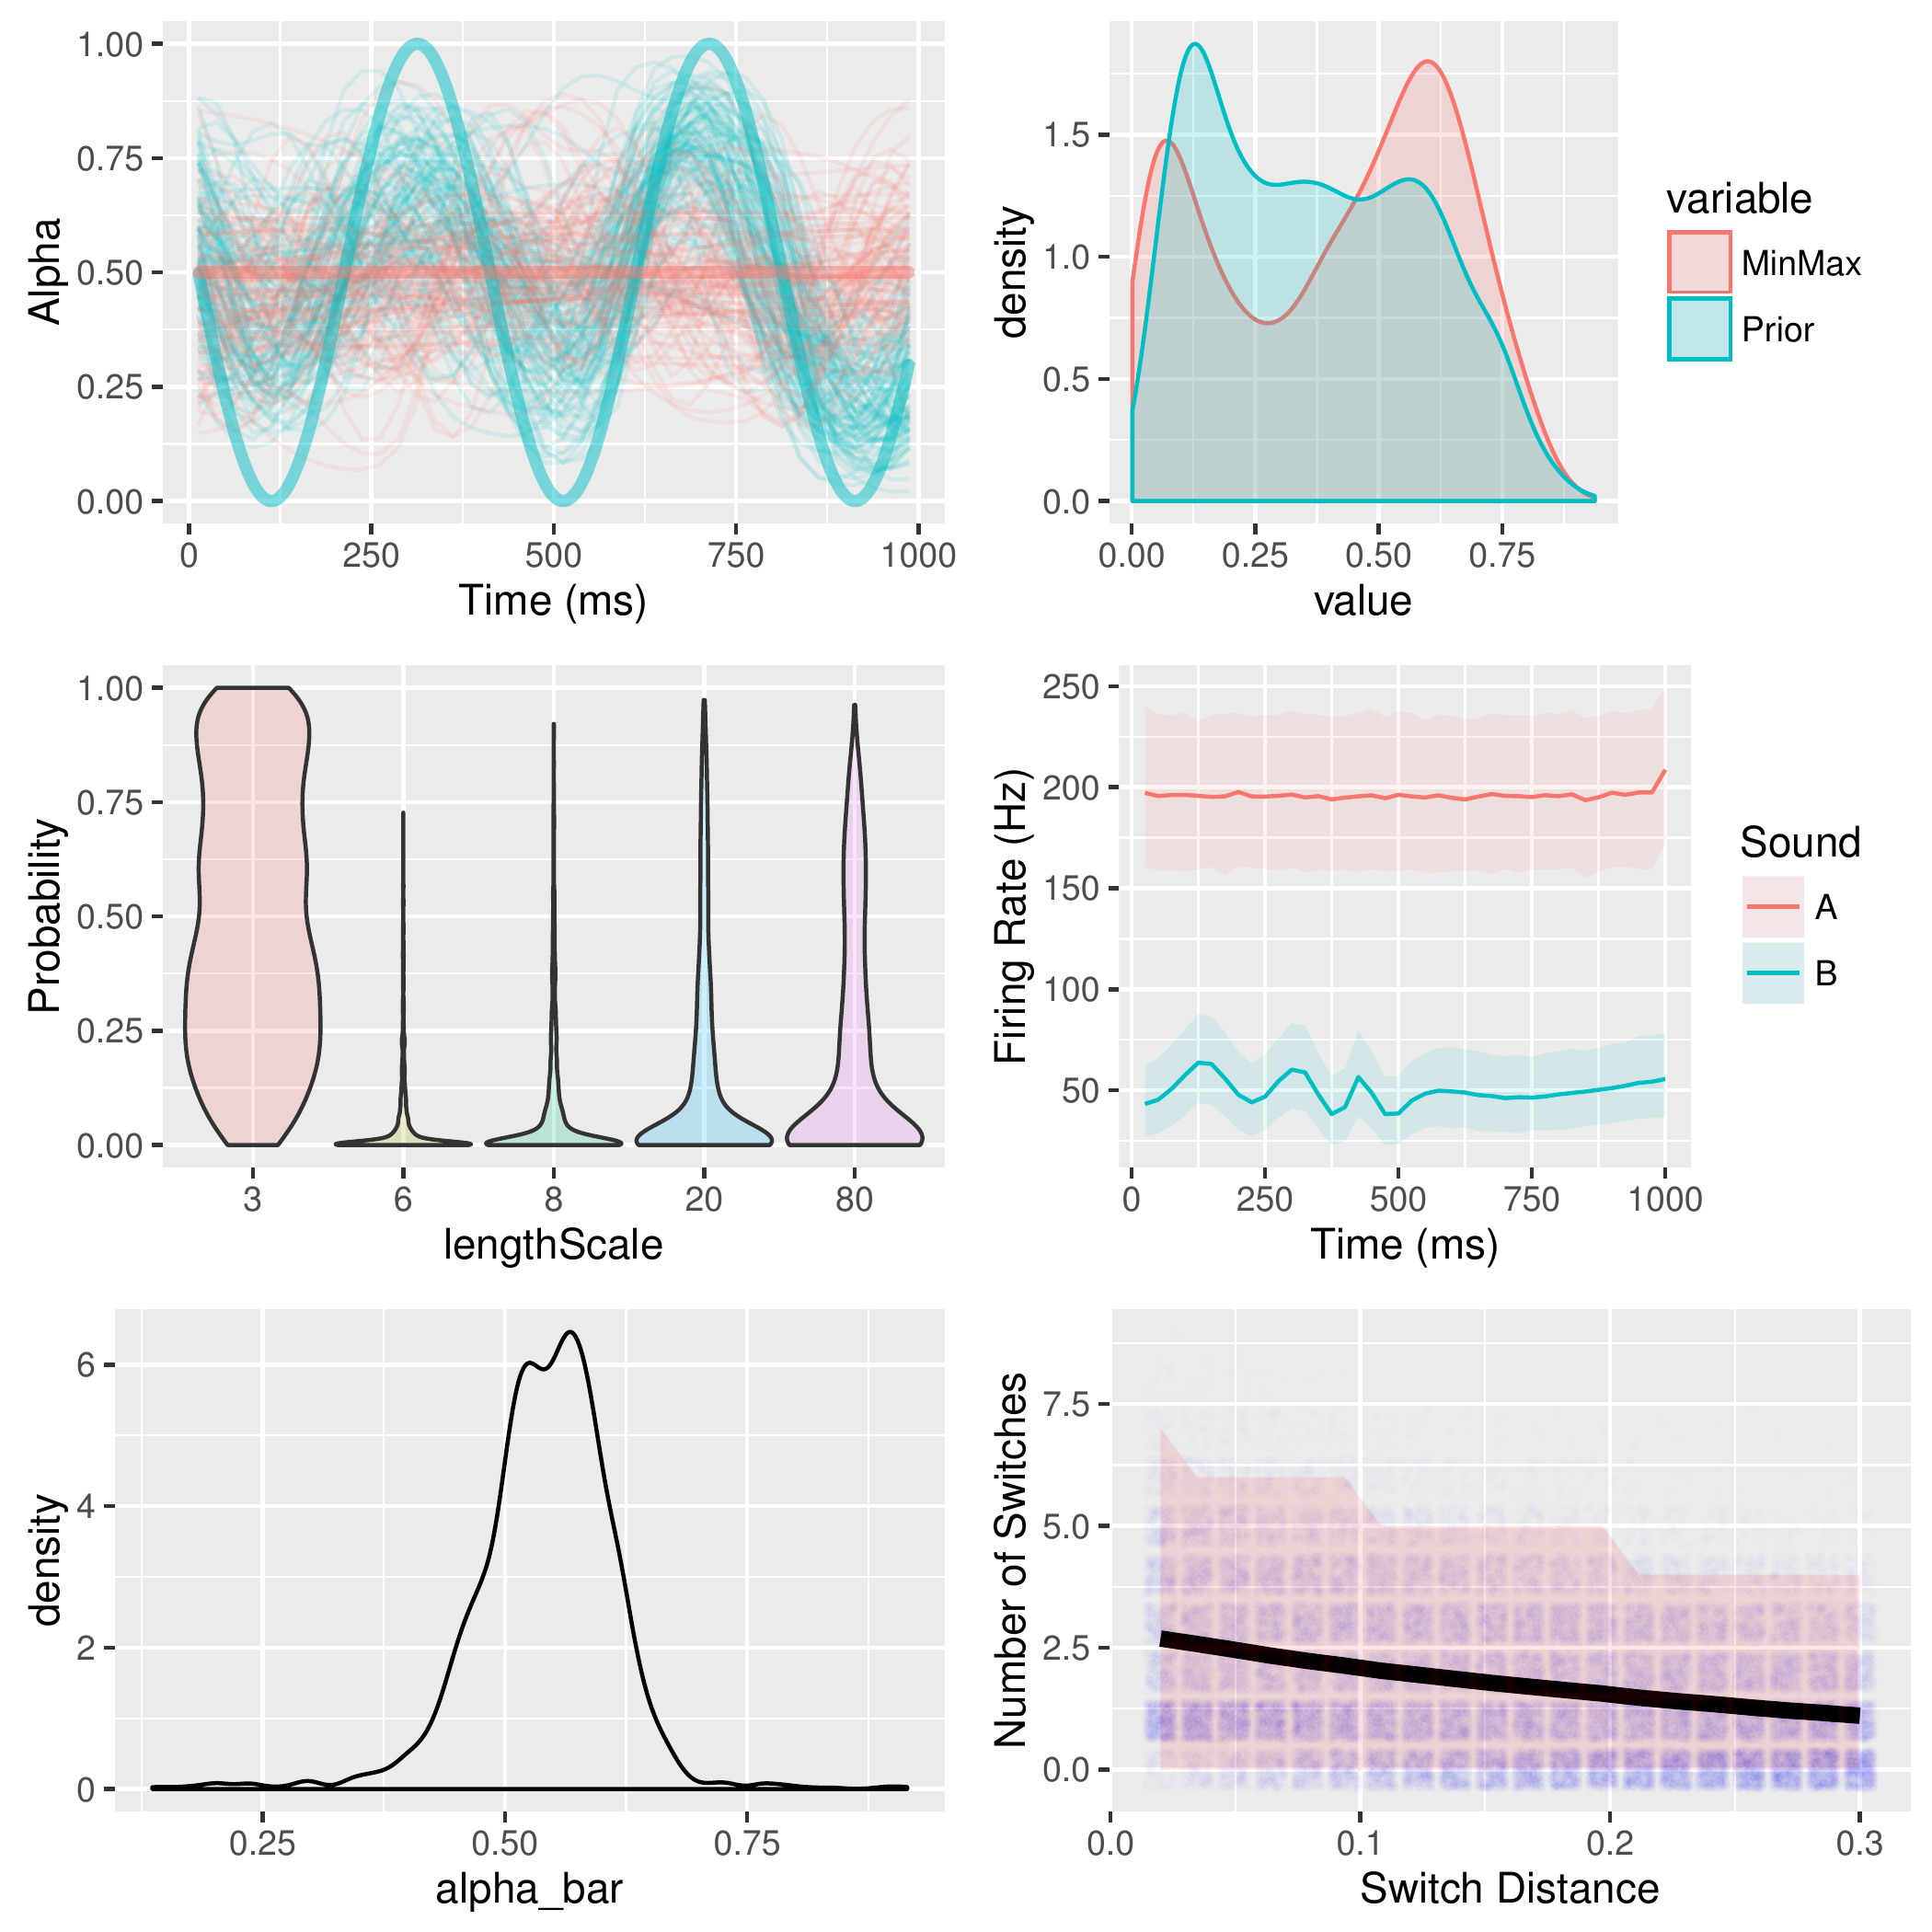 1.00
0.75
0.50
0.25
0.00
Alpha
0 250 500 750 1000
Time (ms)
1.5
1.0
0.5
0.0
density
0.00 0.25 0.50 0.75
value
variable
MinMax
Prior
1.00
0.75
0.50
0.25
0.00
Probability
3 6 8 20 80
lengthScale
250
200
150
100
50
Firing Rate (Hz)
0 250 500 750 1000
Time (ms)
Sound
A
B
6
4
2
0
density
0.25 0.50 0.75
alpha_bar
7.5
5.0
2.5
0.0
Number of Switches
0.0 0.1 0.2 0.3
Switch Distance